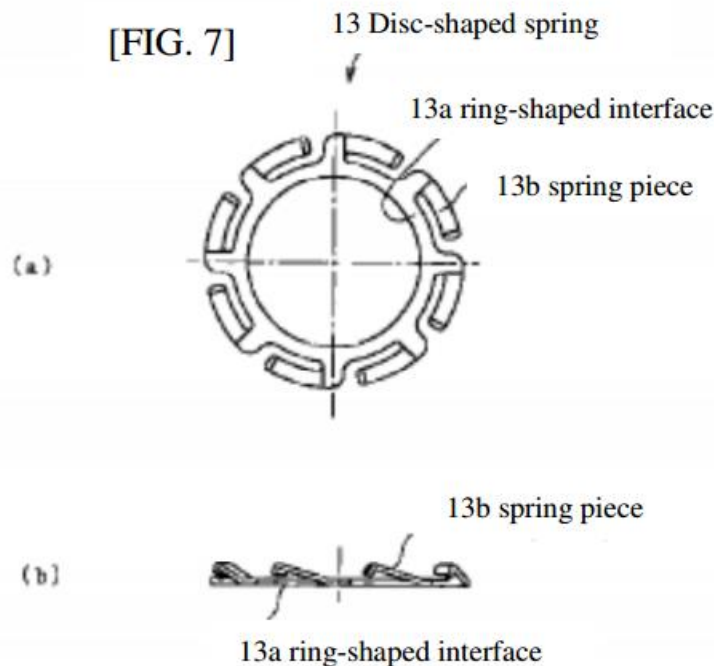 [FIG. 7]
13 Disc-shaped spring
13a ring-shaped interface
13b spring piece
(a)
13b spring piece
(b)
13a ring-shaped interface